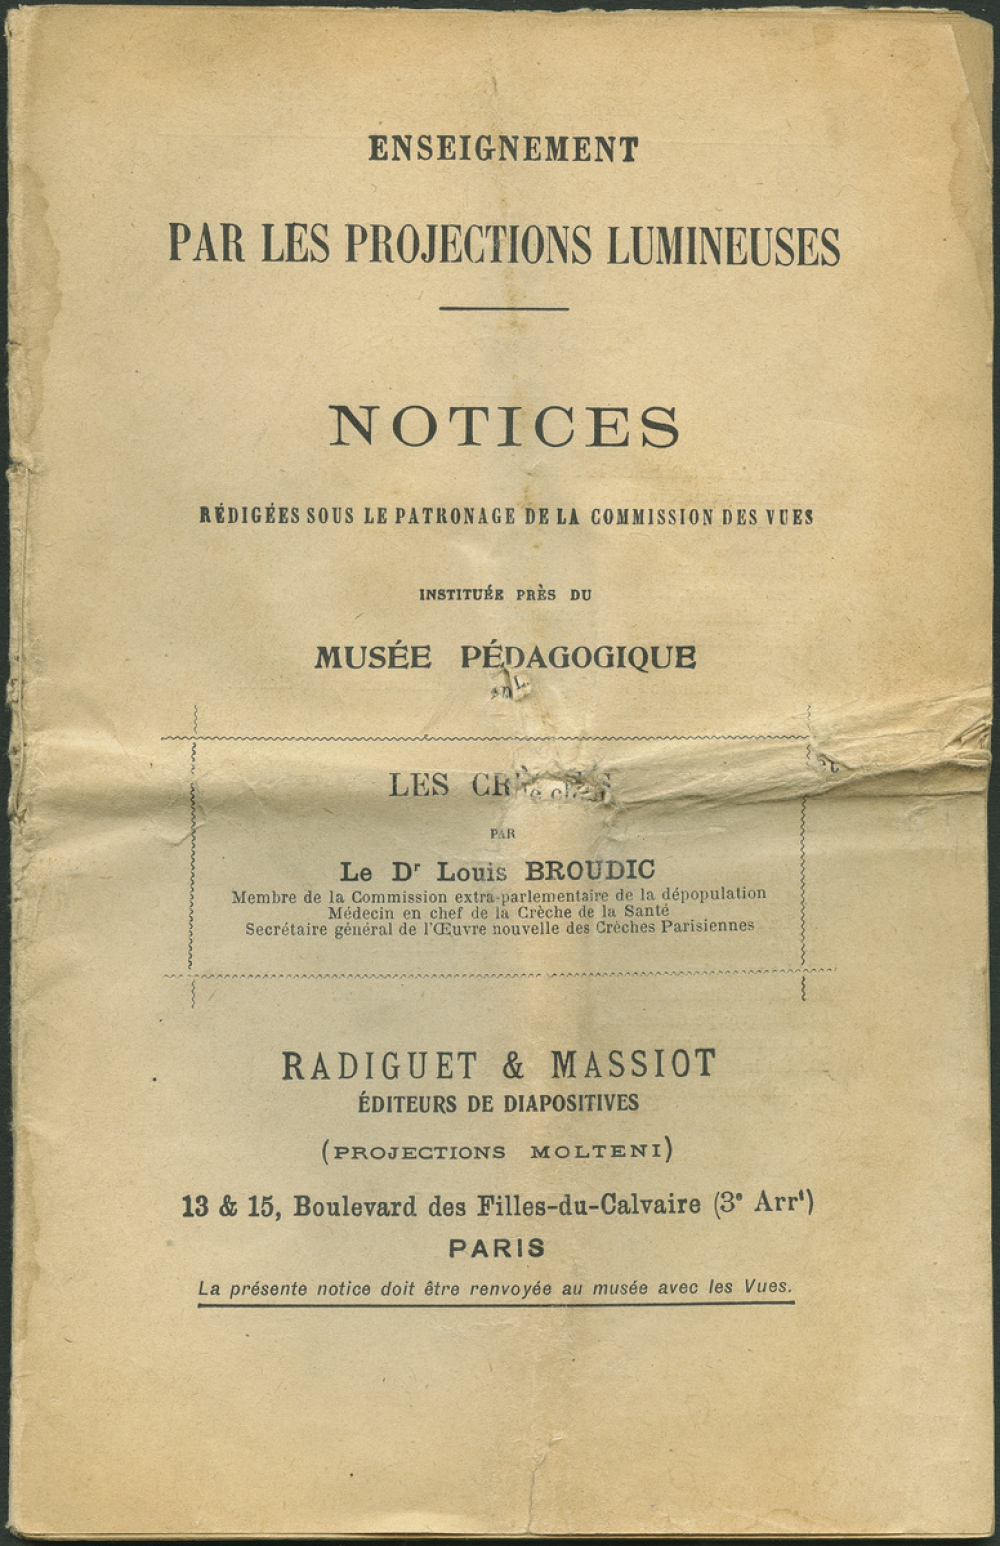 ENSEIGNEMENT
PAR LES PROJECTIONS LUMINEUSES
NOTICES
RÉDIGÉES SOUS LE PATRONAGE DE LA COMMISSION DES VUES
INSTITUÉE PRÈS DU
MUSÉE PÉDAGOGIQUE
LES
PAR
Le Dr Louis BROUDIC
Membre de la Commission extra-parlementaire de la dépopulation
Médecin en chef de la Crèche de la Santé
Secrétaire général de l'Œuvre nouvelle des Crèches Parisiennes
RADIGUET & MASSIOT
ÉDITEURS DE DIAPOSITIVES
(PROJECTIONS MOLTENI)
13 & 15, Boulevard des Filles-du-Calvaire (3e Arrt)
PARIS
La présente notice doit être renvoyée au musée avec les Vues.